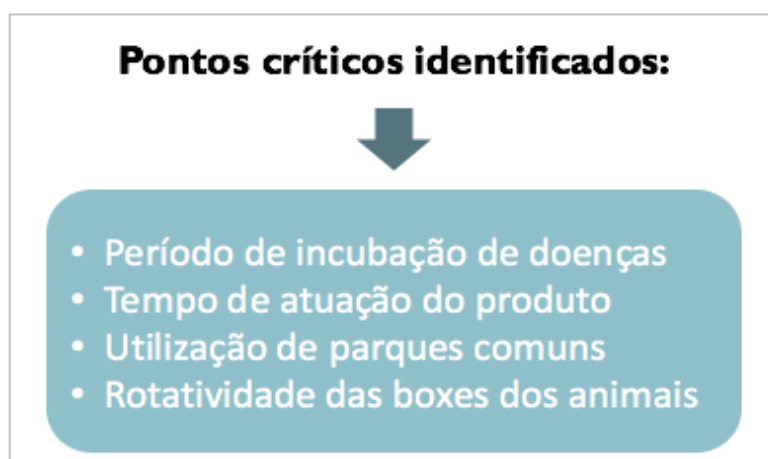 Pontos críticos identificados:
• Período de incubação de doenças
• Tempo de atuação do produto
• Utilização de parques comuns
• Rotatividade das boxes dos animais